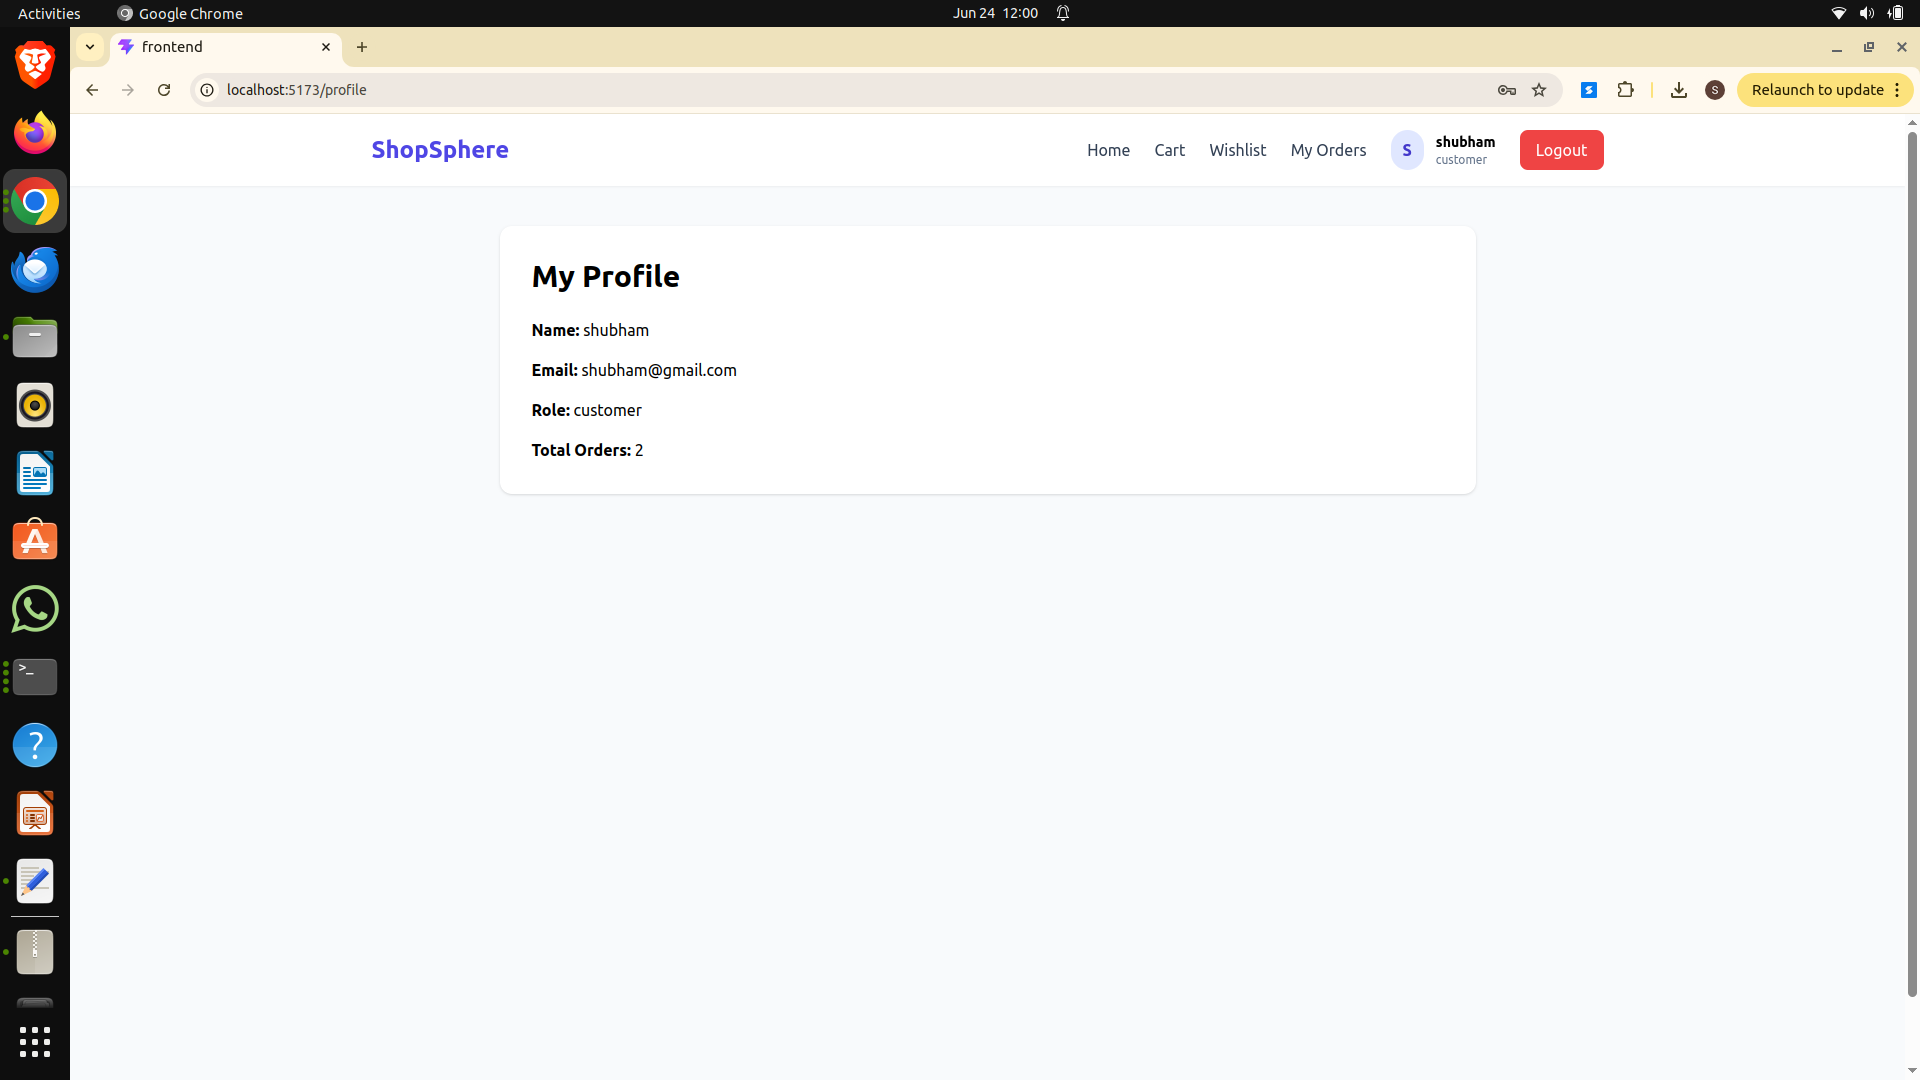 Activities Google Chrome Jun 24 12:00
frontend
localhost:5173/profile S Relaunch to update
ShopSphere Home Cart Wishlist My Orders S shubham Logout
customer
My Profile
Name: shubham
Email: shubham@gmail.com
Role: customer
Total Orders: 2